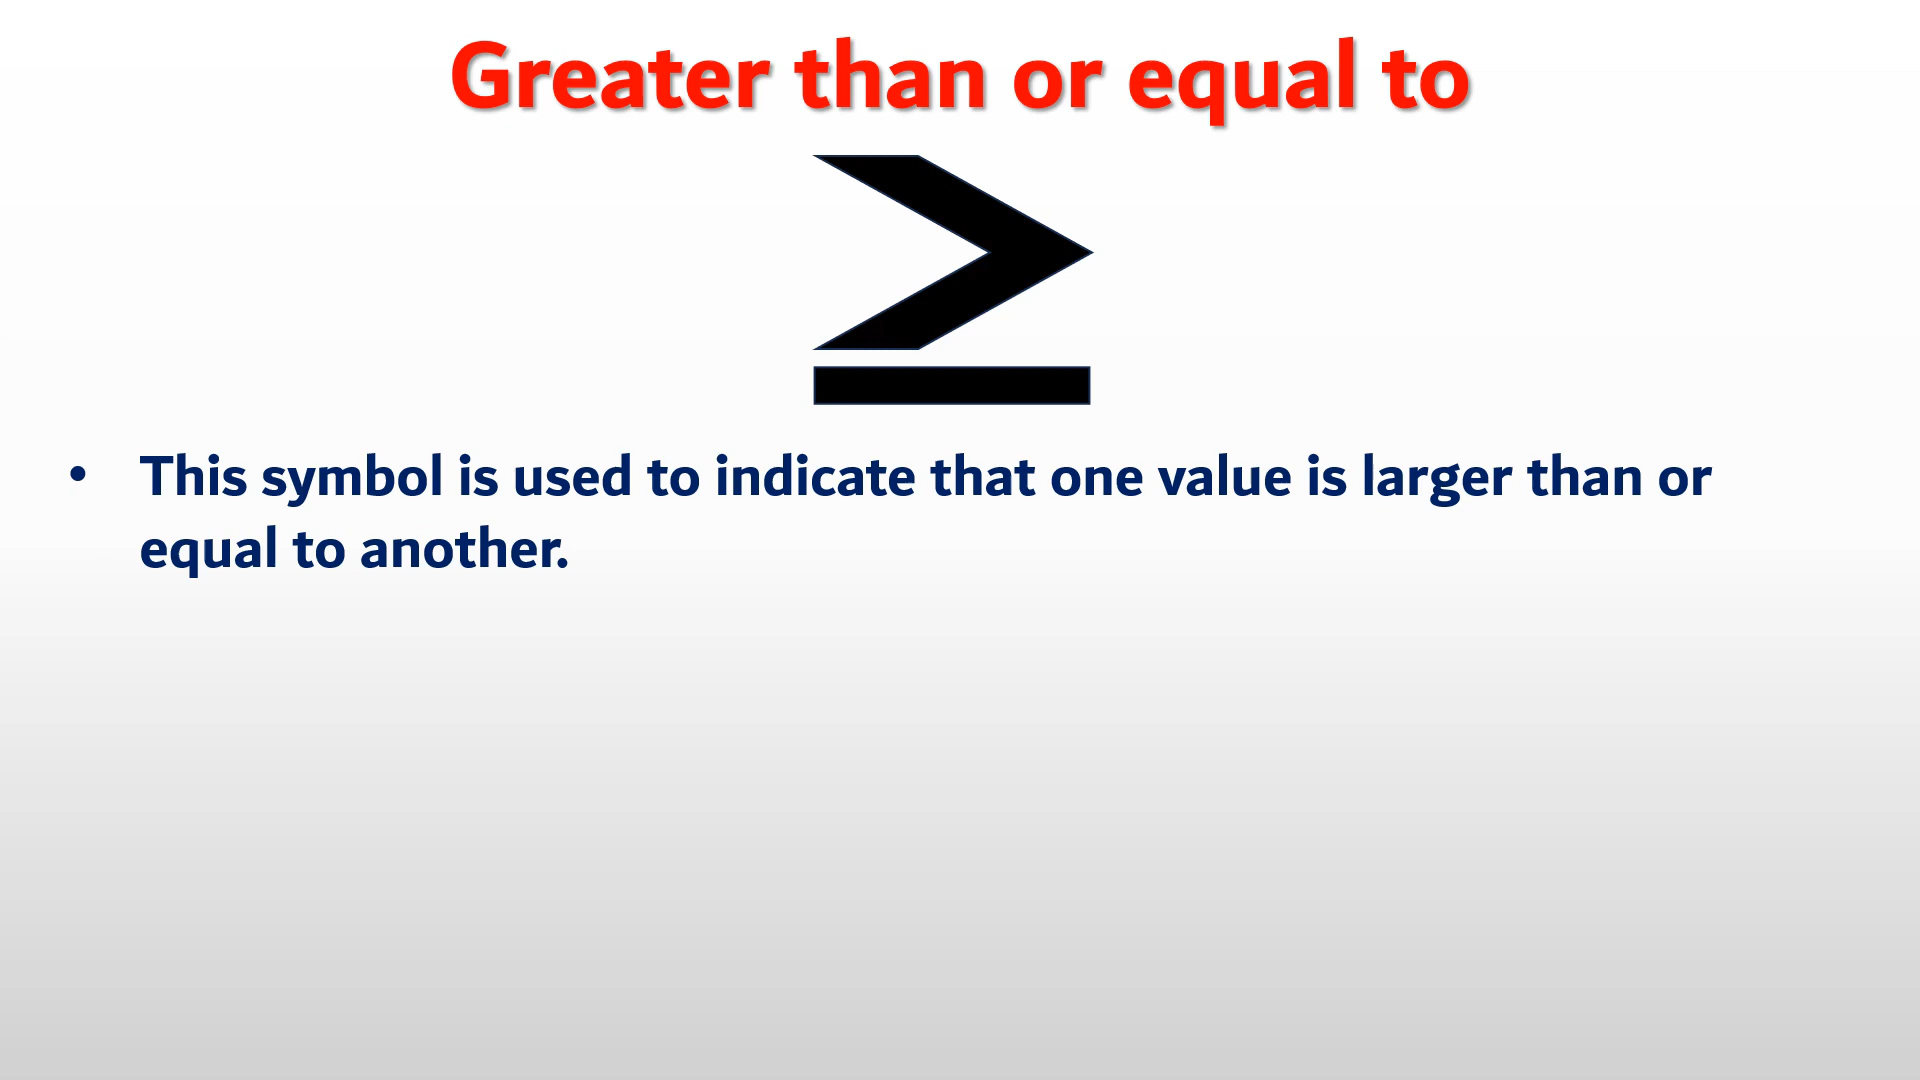 Greater than or equal to
≥
• This symbol is used to indicate that one value is larger than or
equal to another.